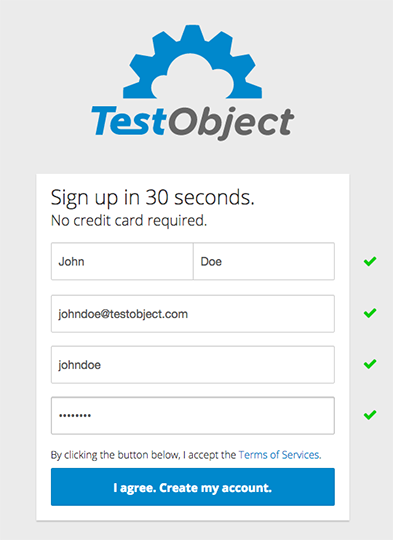 TestObject
Sign up in 30 seconds.
No credit card required.
John
Doe
johndoe@testobject.com
johndoe
••••••••
By clicking the button below, I accept the Terms of Services.
I agree. Create my account.